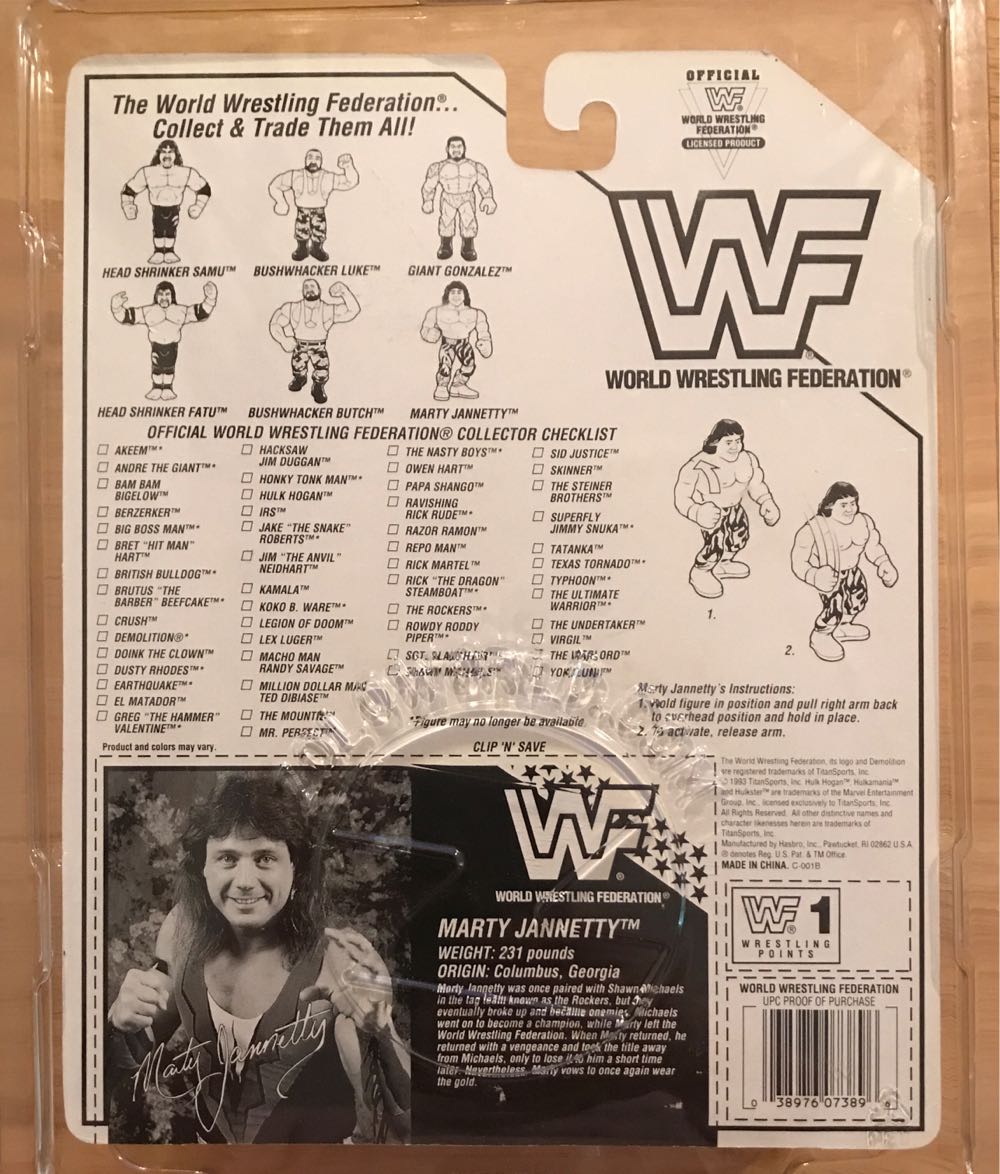 The World Wrestling Federation®...
Collect & Trade Them All!
HEAD SHRINKER SAMU™
BUSHWHACKER LUKE™
GIANT GONZALEZ™
HEAD SHRINKER FATU™
BUSHWHACKER BUTCH™
MARTY JANNETTY™
OFFICIAL
WF
WORLD WRESTLING
FEDERATION®
LICENSED PRODUCT
WF®
WORLD WRESTLING FEDERATION®
OFFICIAL WORLD WRESTLING FEDERATION® COLLECTOR CHECKLIST
AKEEM™*
ANDRE THE GIANT™*
BAM BAM
BIGELOW™
BERZERKER™
BIG BOSS MAN™*
BRET "HIT MAN"
HART™
BRITISH BULLDOG™*
BRUTUS "THE
BARBER" BEEFCAKE™*
CRUSH™
DEMOLITION®*
DOINK THE CLOWN™
DUSTY RHODES™*
EARTHQUAKE™*
EL MATADOR™
GREG "THE HAMMER"
VALENTINE™*
HACKSAW
JIM DUGGAN™
HONKY TONK MAN™*
HULK HOGAN™
IRS™
JAKE "THE SNAKE"
ROBERTS™*
JIM "THE ANVIL"
NEIDHART™
KAMALA™
KOKO B. WARE™*
LEGION OF DOOM™
LEX LUGER™
MACHO MAN
RANDY SAVAGE™
MILLION DOLLAR MAN
TED DIBIASE™
THE MOUNTIE™
MR. PERFECT™
THE NASTY BOYS™*
OWEN HART™
PAPA SHANGO™
RAVISHING
RICK RUDE™*
RAZOR RAMON™
REPO MAN™
RICK MARTEL™
RICK "THE DRAGON"
STEAMBOAT™*
THE ROCKERS™*
ROWDY RODDY
PIPER™*
SGT. SLAUGHTER™*
SHAWN MICHAELS™
SID JUSTICE™
SKINNER™
THE STEINER
BROTHERS™
SUPERFLY
JIMMY SNUKA™*
TATANKA™
TEXAS TORNADO™*
TYPHOON™*
THE ULTIMATE
WARRIOR™*
THE UNDERTAKER™
VIRGIL™
THE WARLORD™
YOKOZUNA™
*Figure may no longer be available
Product and colors may vary.
CLIP 'N' SAVE
1.
2.
Marty Jannetty's Instructions:
1. Hold figure in position and pull right arm back
to overhead position and hold in place.
2. To activate, release arm.
The World Wrestling Federation, its logo and Demolition
are registered trademarks of TitanSports, Inc.
© 1993 TitanSports, Inc. Hulk Hogan™, Hulkamania™
and Hulkster™ are trademarks of the Marvel Entertainment
Group, Inc., licensed exclusively to TitanSports, Inc.
All Rights Reserved. All other distinctive names and
character likenesses herein are trademarks of
TitanSports, Inc.
Manufactured by Hasbro, Inc., Pawtucket, RI 02862 U.S.A.
® denotes Reg. U.S. Pat. & TM Office.
MADE IN CHINA. C-001B
Marty Jannetty
WF®
WORLD WRESTLING FEDERATION®
MARTY JANNETTY™
WEIGHT: 231 pounds
ORIGIN: Columbus, Georgia
Marty Jannetty was once paired with Shawn Michaels
in the tag team known as the Rockers, but they
eventually broke up and became enemies. Michaels
went on to become a champion, while Marty left the
World Wrestling Federation. When Marty returned, he
returned with a vengeance and took the title away
from Michaels, only to lose it to him a short time
later. Nevertheless, Marty vows to once again wear
the gold.
WF® 1
WRESTLING
POINTS
WORLD WRESTLING FEDERATION
UPC PROOF OF PURCHASE
0 38976 07389 6